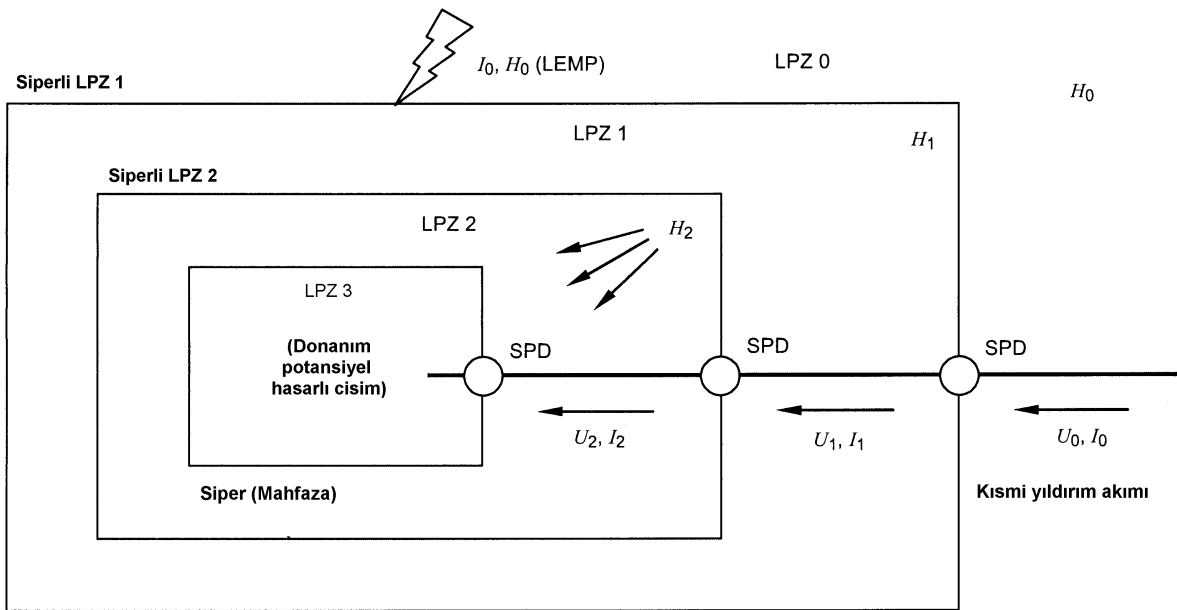 I₀, H₀ (LEMP)
LPZ 0
Siperli LPZ 1
H₀
LPZ 1
H₁
Siperli LPZ 2
LPZ 2
H₂
LPZ 3
(Donanım
potansiyel
hasarlı cisim)
SPD
SPD
SPD
U₂, I₂
U₁, I₁
U₀, I₀
Siper (Mahfaza)
Kısmi yıldırım akımı